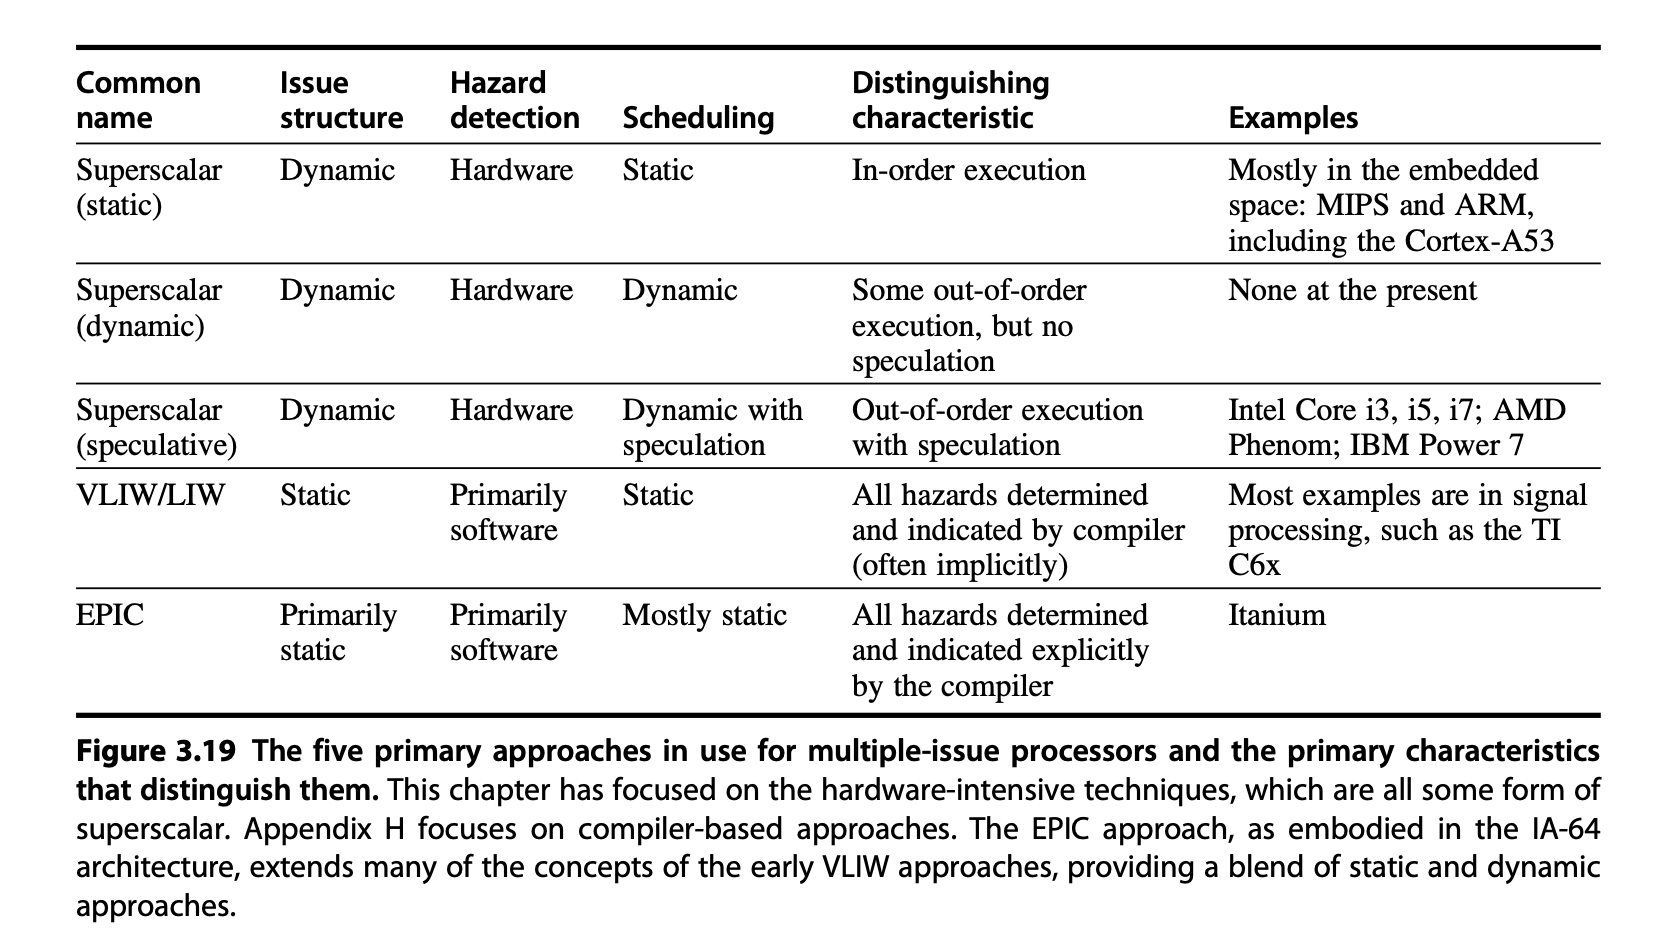 Common name	Issue structure	Hazard detection	Scheduling	Distinguishing characteristic	Examples
Superscalar (static)	Dynamic	Hardware	Static	In-order execution	Mostly in the embedded space: MIPS and ARM, including the Cortex-A53
Superscalar (dynamic)	Dynamic	Hardware	Dynamic	Some out-of-order execution, but no speculation	None at the present
Superscalar (speculative)	Dynamic	Hardware	Dynamic with speculation	Out-of-order execution with speculation	Intel Core i3, i5, i7; AMD Phenom; IBM Power 7
VLIW/LIW	Static	Primarily software	Static	All hazards determined and indicated by compiler (often implicitly)	Most examples are in signal processing, such as the TI C6x
EPIC	Primarily static	Primarily software	Mostly static	All hazards determined and indicated explicitly by the compiler	Itanium
Figure 3.19 The five primary approaches in use for multiple-issue processors and the primary characteristics
that distinguish them. This chapter has focused on the hardware-intensive techniques, which are all some form of
superscalar. Appendix H focuses on compiler-based approaches. The EPIC approach, as embodied in the IA-64
architecture, extends many of the concepts of the early VLIW approaches, providing a blend of static and dynamic
approaches.